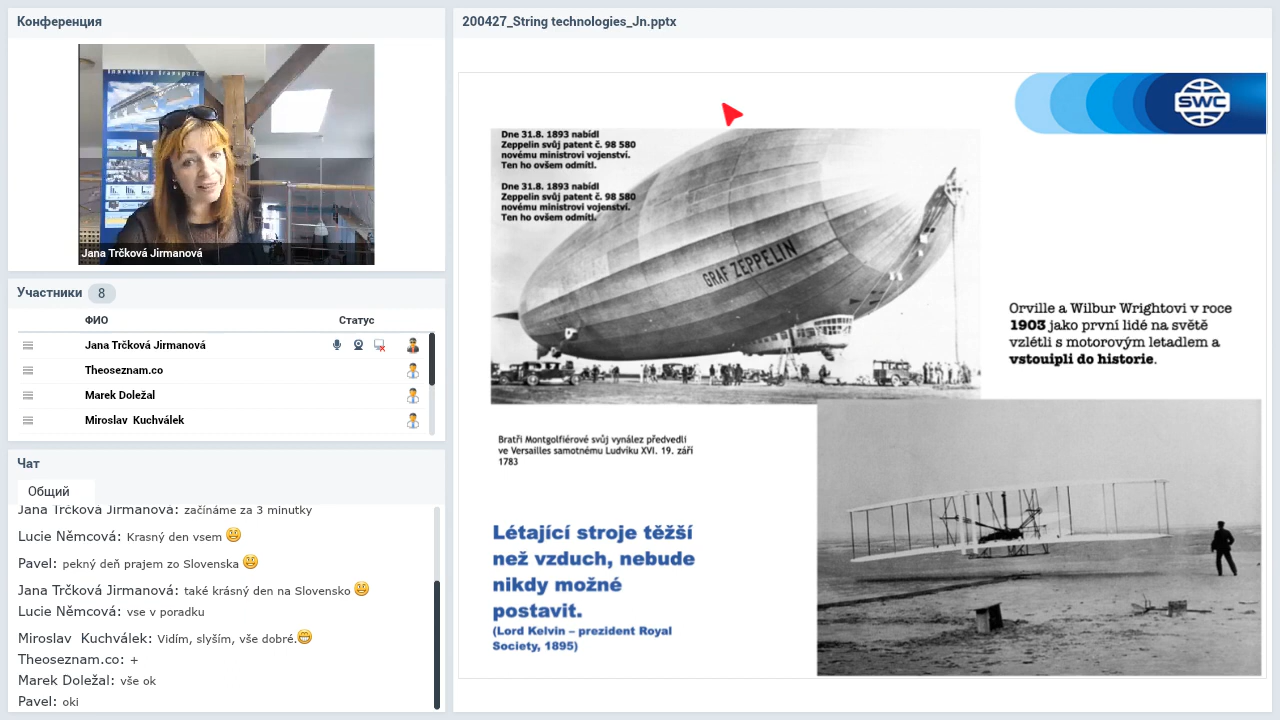 Конференция
Innovative transport
Jana Trčková Jirmanová
Участники 8
ФИО Статус
Jana Trčková Jirmanová
Theoseznam.co
Marek Doležal
Miroslav Kuchválek
Чат
Общий
Jana Trčková Jirmanová: začínáme za 3 minutky
Lucie Němcová: Krasný den vsem
Pavel: pekný deň prajem zo Slovenska
Jana Trčková Jirmanová: také krásný den na Slovensko
Lucie Němcová: vse v poradku
Miroslav Kuchválek: Vidím, slyším, vše dobré.
Theoseznam.co: +
Marek Doležal: vše ok
Pavel: oki
200427_String technologies_Jn.pptx
SWC
Dne 31.8. 1893 nabídl
Zeppelin svůj patent č. 98 580
novému ministrovi vojenství.
Ten ho ovšem odmítl.
Dne 31.8. 1893 nabídl
Zeppelin svůj patent č. 98 580
novému ministrovi vojenství.
Ten ho ovšem odmítl.
GRAF ZEPPELIN
Orville a Wilbur Wrightovi v roce
1903 jako první lidé na světě
vzlétli s motorovým letadlem a
vstoupli do historie.
Bratři Montgolfiérové svůj vynález předvedli
ve Versailles samotnému Ludvíku XVI. 19. září
1783
Létající stroje těžší
než vzduch, nebude
nikdy možné
postavit.
(Lord Kelvin – prezident Royal
Society, 1895)